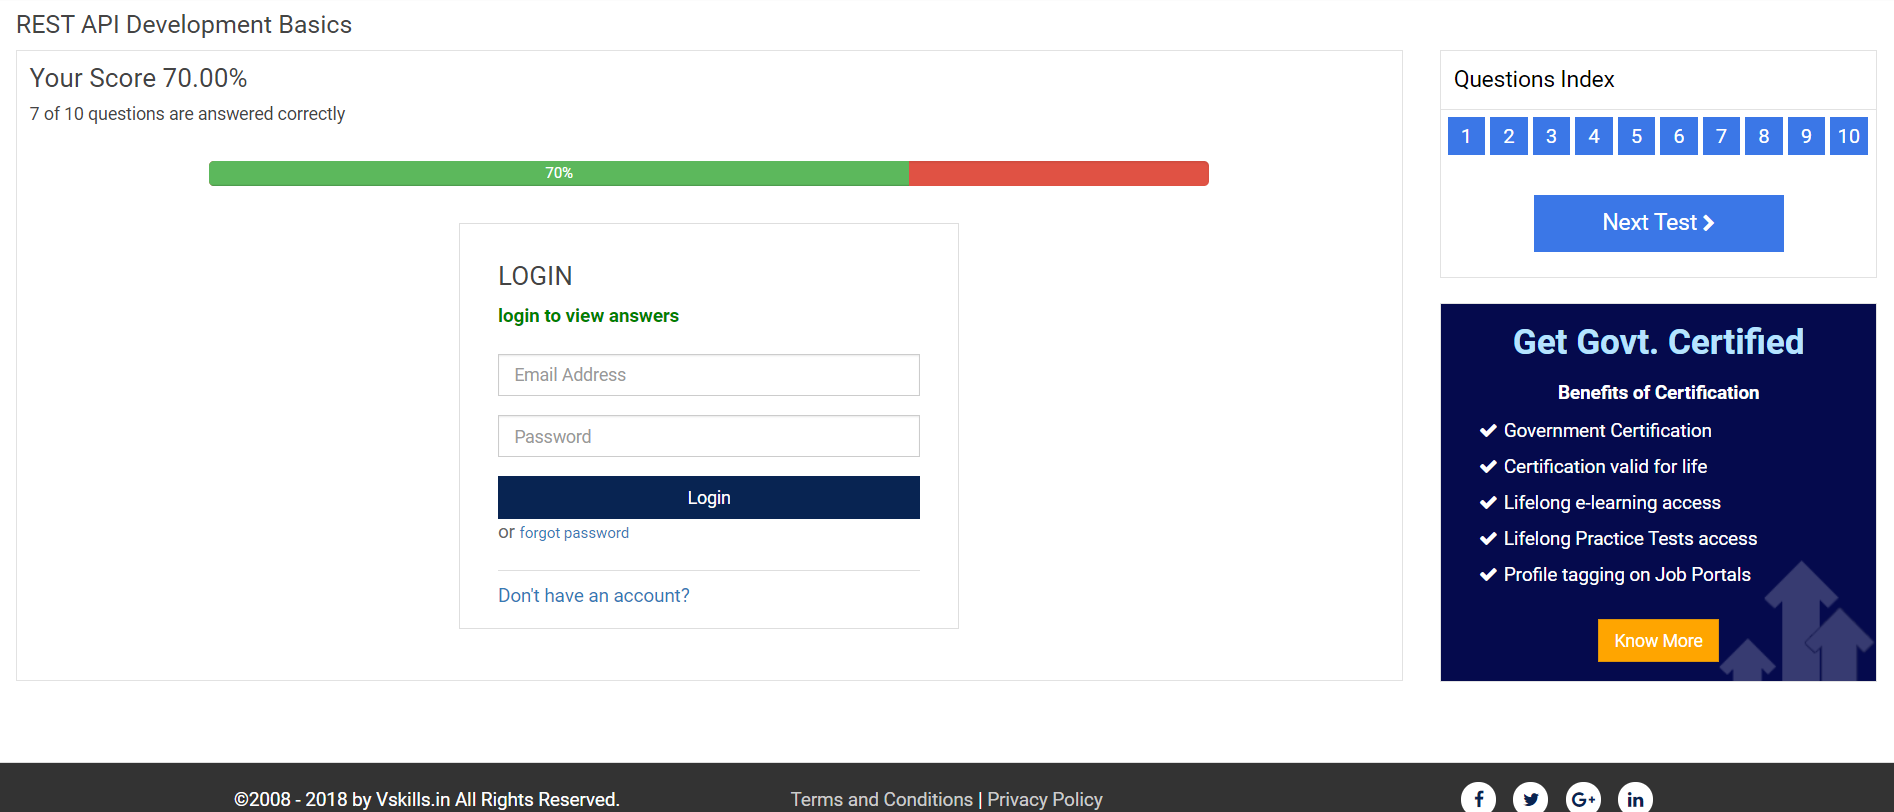 REST API Development Basics
Your Score 70.00%
7 of 10 questions are answered correctly
70%
LOGIN
login to view answers
Email Address
Password
Login
or forgot password
Don't have an account?
Questions Index
1 2 3 4 5 6 7 8 9 10
Next Test
Get Govt. Certified
Benefits of Certification
Government Certification
Certification valid for life
Lifelong e-learning access
Lifelong Practice Tests access
Profile tagging on Job Portals
Know More
©2008 - 2018 by Vskills.in All Rights Reserved.
Terms and Conditions | Privacy Policy